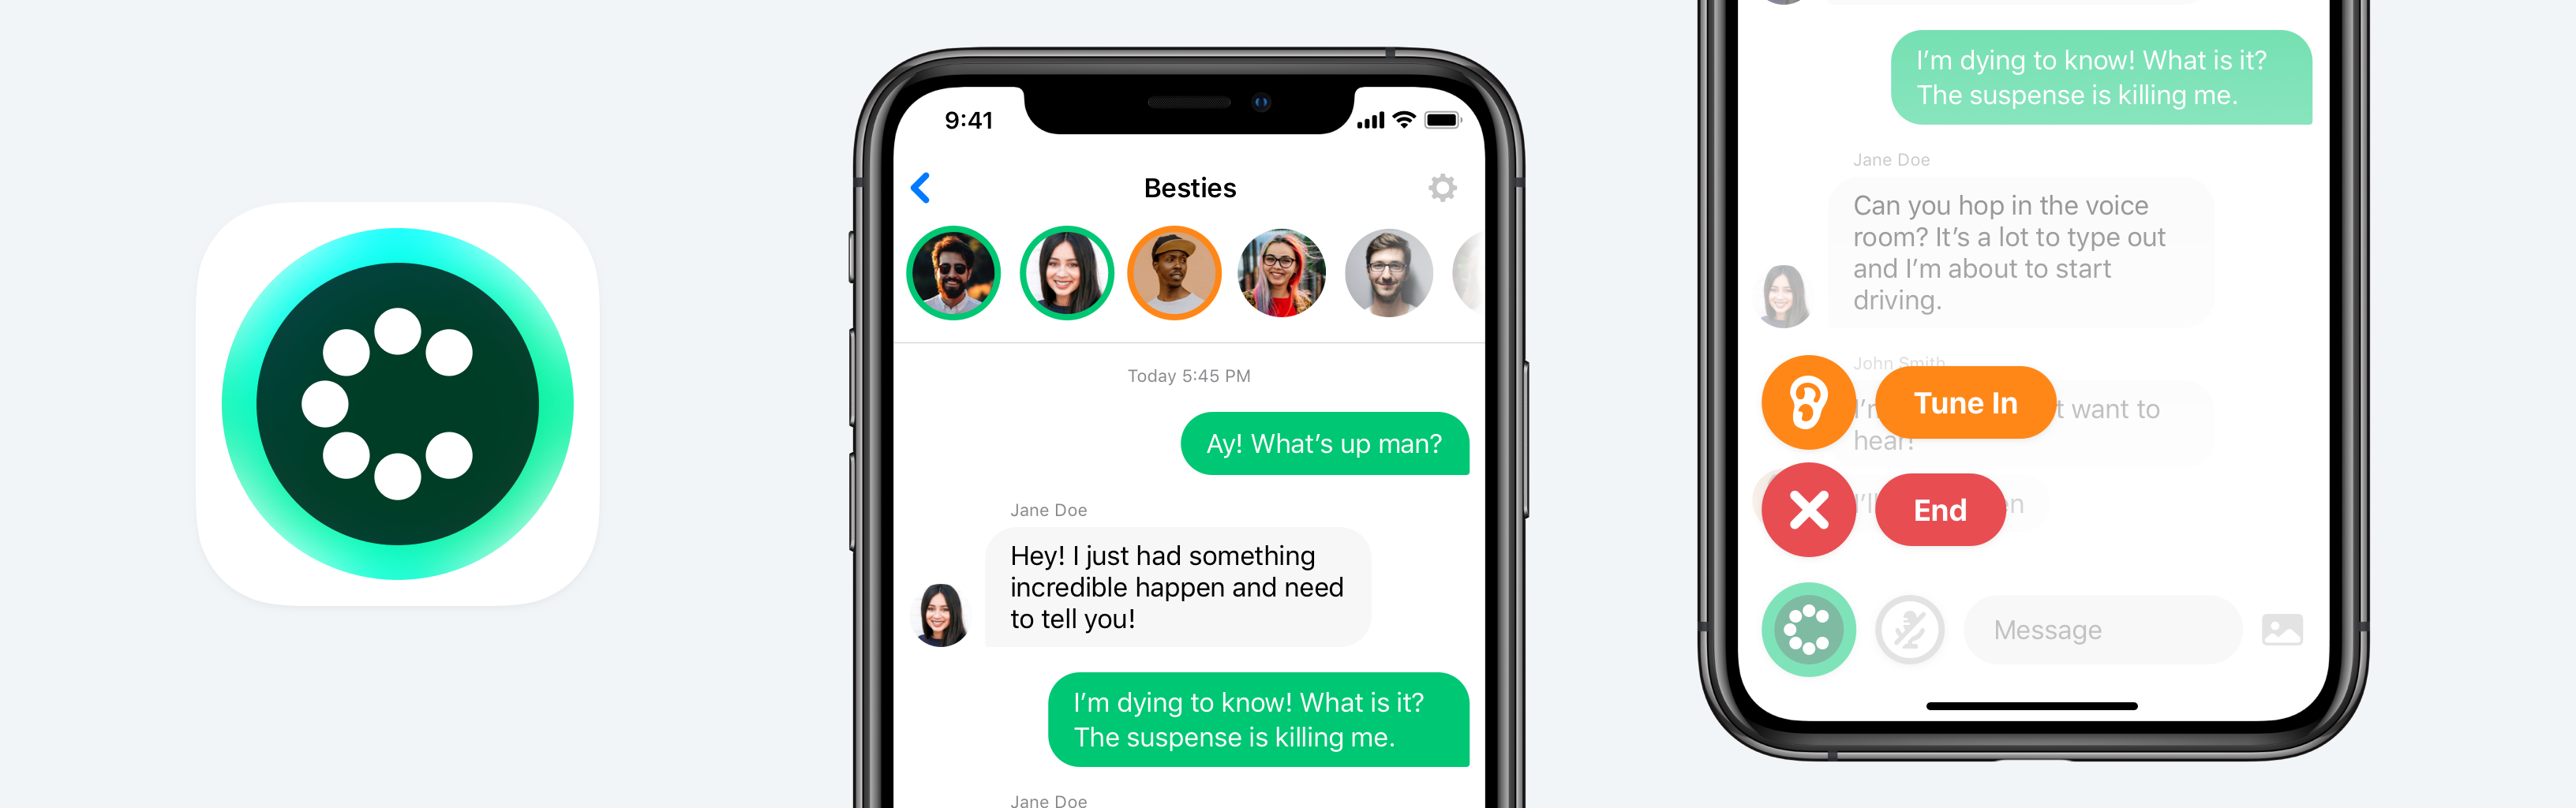 9:41
Besties
Today 5:45 PM
Ay! What’s up man?
Jane Doe
Hey! I just had something
incredible happen and need
to tell you!
I’m dying to know! What is it?
The suspense is killing me.
Jane Doe
I’m dying to know! What is it?
The suspense is killing me.
Jane Doe
Can you hop in the voice
room? It’s a lot to type out
and I’m about to start
driving.
John Smith
Tune In
want to
hear!
End
Message